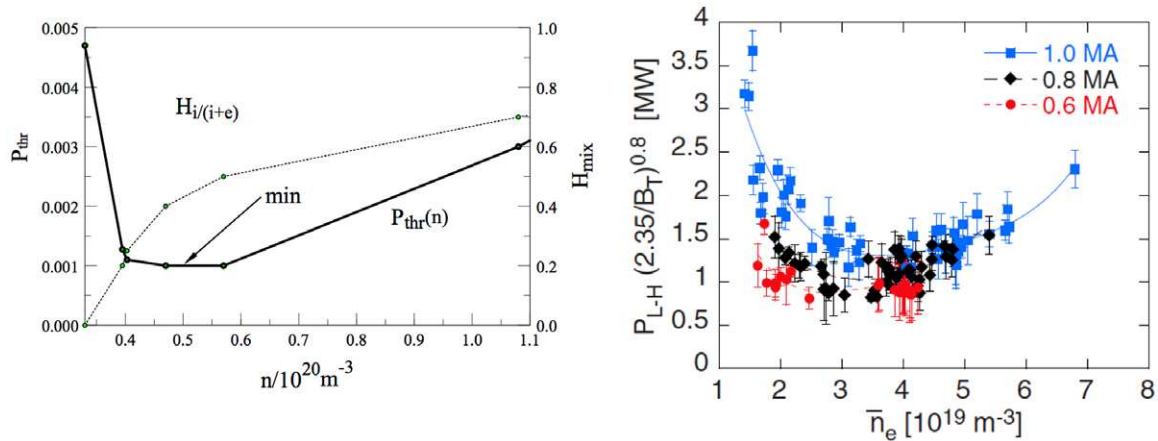 0.005
0.004
0.003
0.002
0.001
0.000
P_thr
H_i/(i+e)
min
P_thr(n)
1.0
0.8
0.6
0.4
0.2
0.0
H_mix
0.4 0.5 0.6 0.7 0.8 0.9 1.0 1.1
n/10^20m^-3
4
3.5
3
2.5
2
1.5
1
0.5
0
P_L-H (2.35/B_T)^0.8 [MW]
1.0 MA
0.8 MA
0.6 MA
1 2 3 4 5 6 7 8
n̅_e [10^19 m^-3]